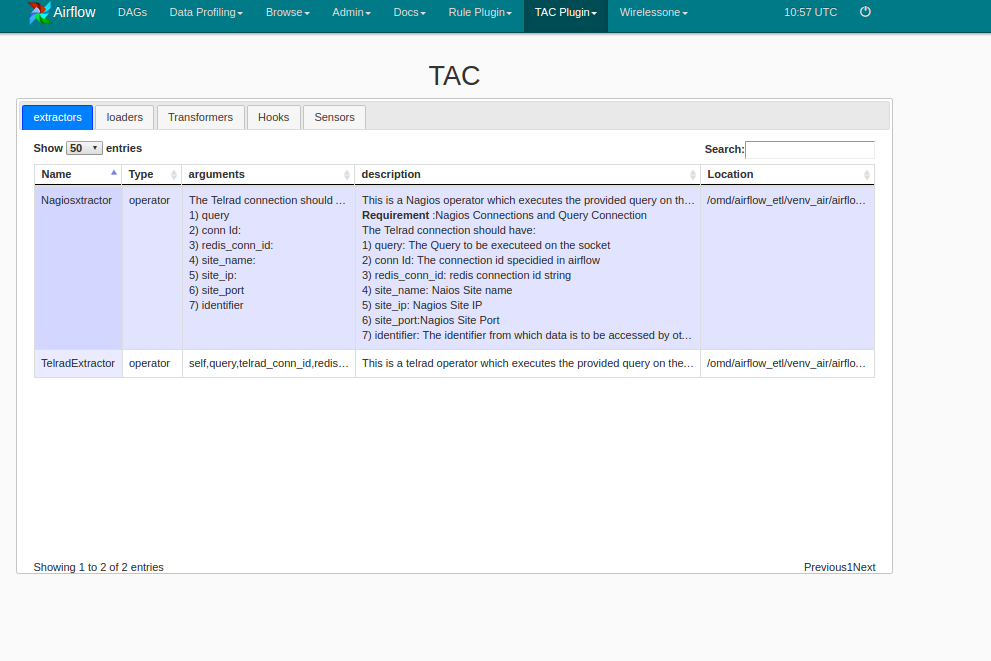 Airflow DAGs Data Profiling Browse Admin Docs Rule Plugin TAC Plugin Wirelessone 10:57 UTC
TAC
extractors loaders Transformers Hooks Sensors
Show 50 entries Search:
Name Type arguments description Location
Nagiosxtractor operator The Telrad connection should ... This is a Nagios operator which executes the provided query on th... /omd/airflow_etl/venv_air/airflo...
1) query Requirement :Nagios Connections and Query Connection
2) conn Id: The Telrad connection should have:
3) redis_conn_id: 1) query: The Query to be executeed on the socket
4) site_name: 2) conn Id: The connection id specidied in airflow
5) site_ip: 3) redis_conn_id: redis connection id string
6) site_port 4) site_name: Naios Site name
7) identifier 5) site_ip: Nagios Site IP
6) site_port:Nagios Site Port
7) identifier: The identifier from which data is to be accessed by ot...
TelradExtractor operator self,query,telrad_conn_id,redis... This is a telrad operator which executes the provided query on the... /omd/airflow_etl/venv_air/airflo...
Showing 1 to 2 of 2 entries Previous1Next